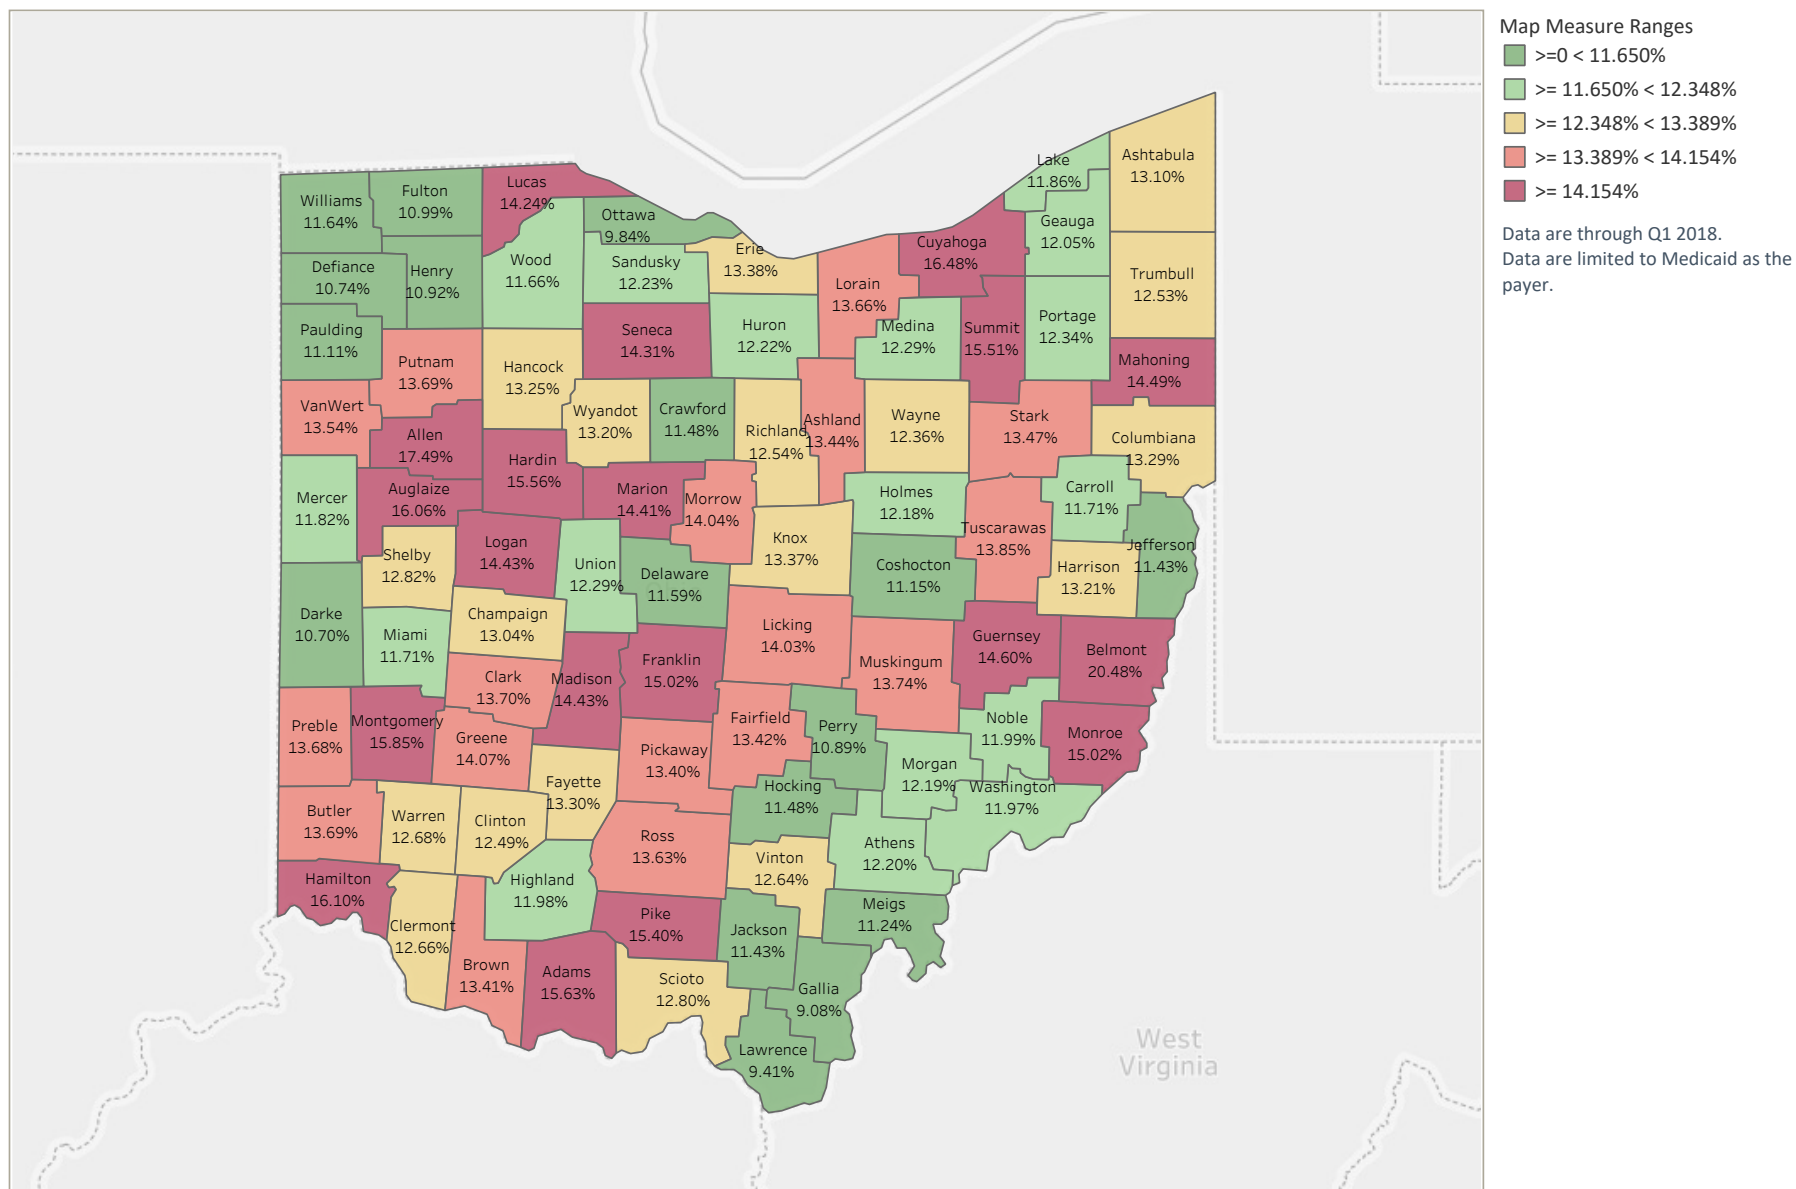 Map Measure Ranges
>=0 < 11.650%
>= 11.650% < 12.348%
>= 12.348% < 13.389%
>= 13.389% < 14.154%
>= 14.154%
Data are through Q1 2018.
Data are limited to Medicaid as the
payer.
Williams
11.64%
Fulton
10.99%
Lucas
14.24%
Ottawa
9.84%
Lake
11.86%
Ashtabula
13.10%
Defiance
10.74%
Henry
10.92%
Wood
11.66%
Sandusky
12.23%
Erie
13.38%
Lorain
13.66%
Cuyahoga
16.48%
Geauga
12.05%
Trumbull
12.53%
Paulding
11.11%
Putnam
13.69%
Hancock
13.25%
Seneca
14.31%
Huron
12.22%
Medina
12.29%
Summit
15.51%
Portage
12.34%
Mahoning
14.49%
VanWert
13.54%
Allen
17.49%
Wyandot
13.20%
Crawford
11.48%
Richland
12.54%
Ashland
13.44%
Wayne
12.36%
Stark
13.47%
Columbiana
13.29%
Mercer
11.82%
Auglaize
16.06%
Hardin
15.56%
Marion
14.41%
Morrow
14.04%
Holmes
12.18%
Tuscarawas
13.85%
Carroll
11.71%
Jefferson
11.43%
Shelby
12.82%
Logan
14.43%
Union
12.29%
Delaware
11.59%
Knox
13.37%
Coshocton
11.15%
Harrison
13.21%
Darke
10.70%
Miami
11.71%
Champaign
13.04%
Licking
14.03%
Muskingum
13.74%
Guernsey
14.60%
Belmont
20.48%
Clark
13.70%
Madison
14.43%
Franklin
15.02%
Preble
13.68%
Montgomery
15.85%
Greene
14.07%
Pickaway
13.40%
Fairfield
13.42%
Perry
10.89%
Noble
11.99%
Monroe
15.02%
Morgan
12.19%
Washington
11.97%
Butler
13.69%
Warren
12.68%
Clinton
12.49%
Fayette
13.30%
Ross
13.63%
Hocking
11.48%
Athens
12.20%
Hamilton
16.10%
Clermont
12.66%
Highland
11.98%
Vinton
12.64%
Meigs
11.24%
Brown
13.41%
Adams
15.63%
Pike
15.40%
Jackson
11.43%
Scioto
12.80%
Gallia
9.08%
Lawrence
9.41%
West
Virginia